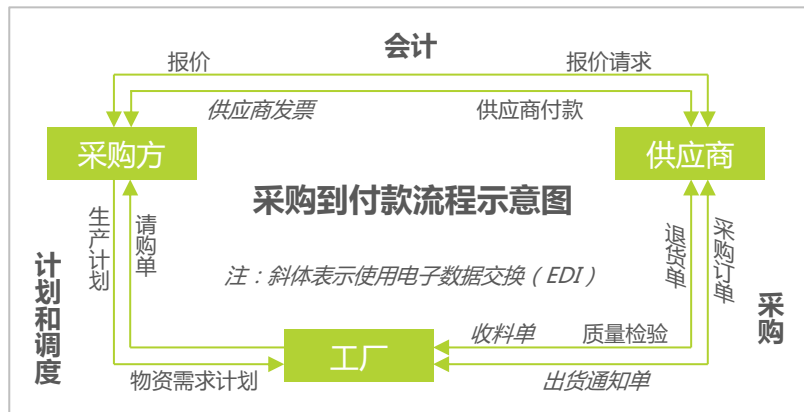 会计
报价
报价请求
供应商发票
供应商付款
采购方
供应商
采购到付款流程示意图
生产计划
请购单
退货单
采购订单
计划和调度
注：斜体表示使用电子数据交换（EDI）
采购
收料单
质量检验
工厂
物资需求计划
出货通知单